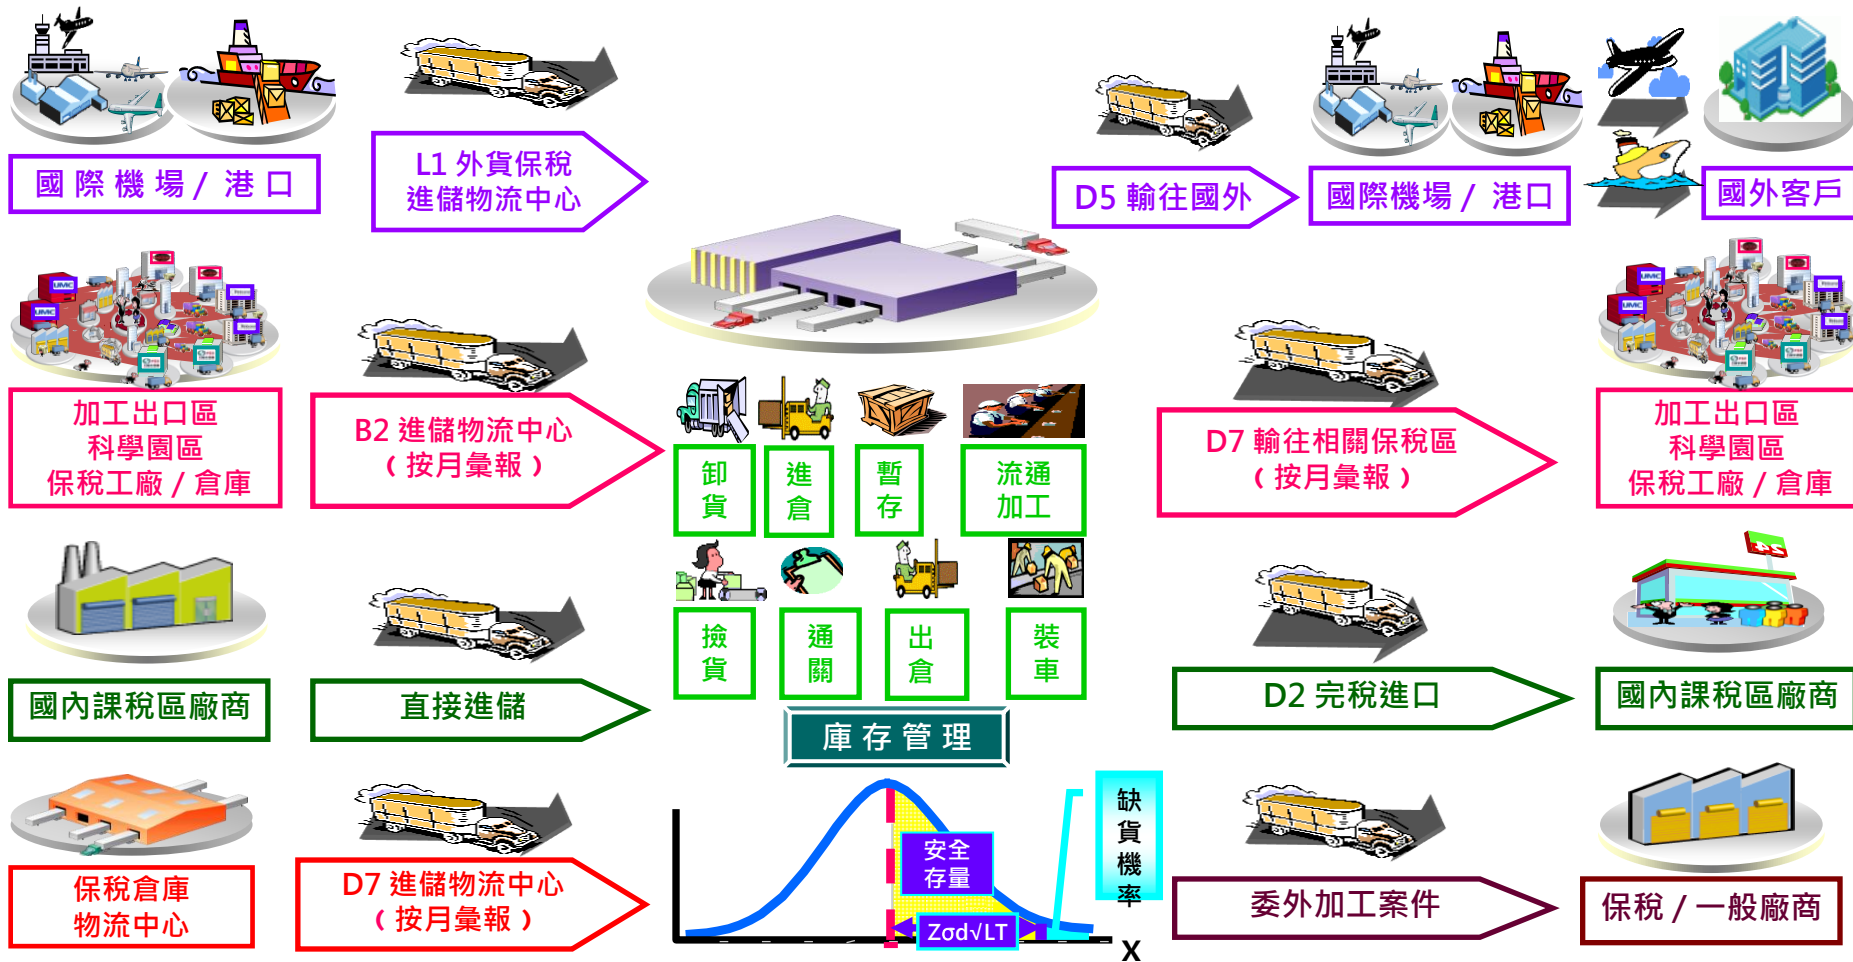 國際機場/ 港口
L1 外貨保稅
進儲物流中心
D5 輸往國外
國際機場/ 港口
國外客戶
UMC
UMC
UMC
UMC
加工出口區
科學園區
保稅工廠/倉庫
B2 進儲物流中心
(按月彙報)
卸貨
進倉
暫存
流通
加工
D7 輸往相關保稅區
(按月彙報)
加工出口區
科學園區
保稅工廠/倉庫
撿貨
通關
出倉
裝車
國內課稅區廠商
直接進儲
D2 完稅進口
國內課稅區廠商
庫存管理
保稅倉庫
物流中心
D7 進儲物流中心
(按月彙報)
安全
存量
缺貨機率
Zσd√LT
X
委外加工案件
保稅/一般廠商